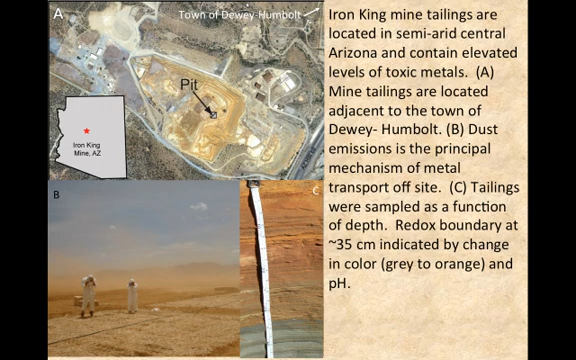 A
Town of Dewey-Humbolt
Pit
Iron King
Mine, AZ
B
C
Iron King mine tailings are
located in semi-arid central
Arizona and contain elevated
levels of toxic metals.  (A)
Mine tailings are located
adjacent to the town of
Dewey- Humbolt. (B) Dust
emissions is the principal
mechanism of metal
transport off site.  (C) Tailings
were sampled as a function
of depth.  Redox boundary at
~35 cm indicated by change
in color (grey to orange) and
pH.